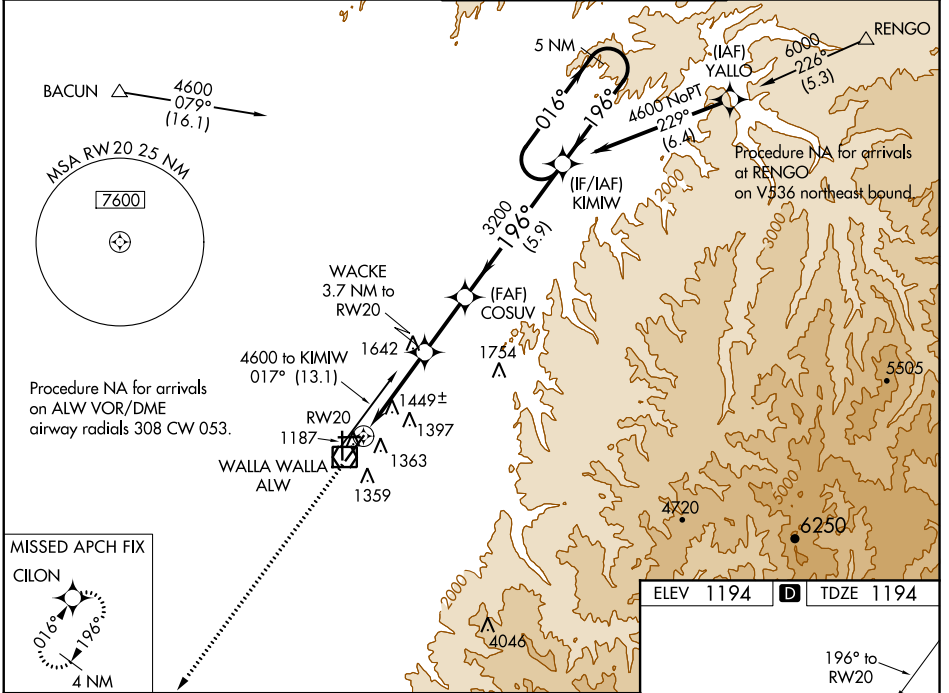 BACUN
4600
079°
(16.1)
MSA RW 20 25 NM
7600
5 NM
016°
196°
(IAF)
YALLO
RENGO
6000
226°
(5.3)
4600 NoPT
229°
(6.4)
Procedure NA for arrivals
at RENGO
on V536 northeast bound.
2000
3000
(IF/IAF)
KIMIW
3200
196°
(5.9)
WACKE
3.7 NM to
RW20
(FAF)
COSUV
1642
1754
4600 to KIMIW
017° (13.1)
5505
Procedure NA for arrivals
on ALW VOR/DME
airway radials 308 CW 053.
1449±
1397
RW20
1187
1363
WALLA WALLA
ALW
1359
5000
4720
6250
MISSED APCH FIX
CILON
016°
196°
4 NM
2000
4046
ELEV 1194 D TDZE 1194
196° to
RW20